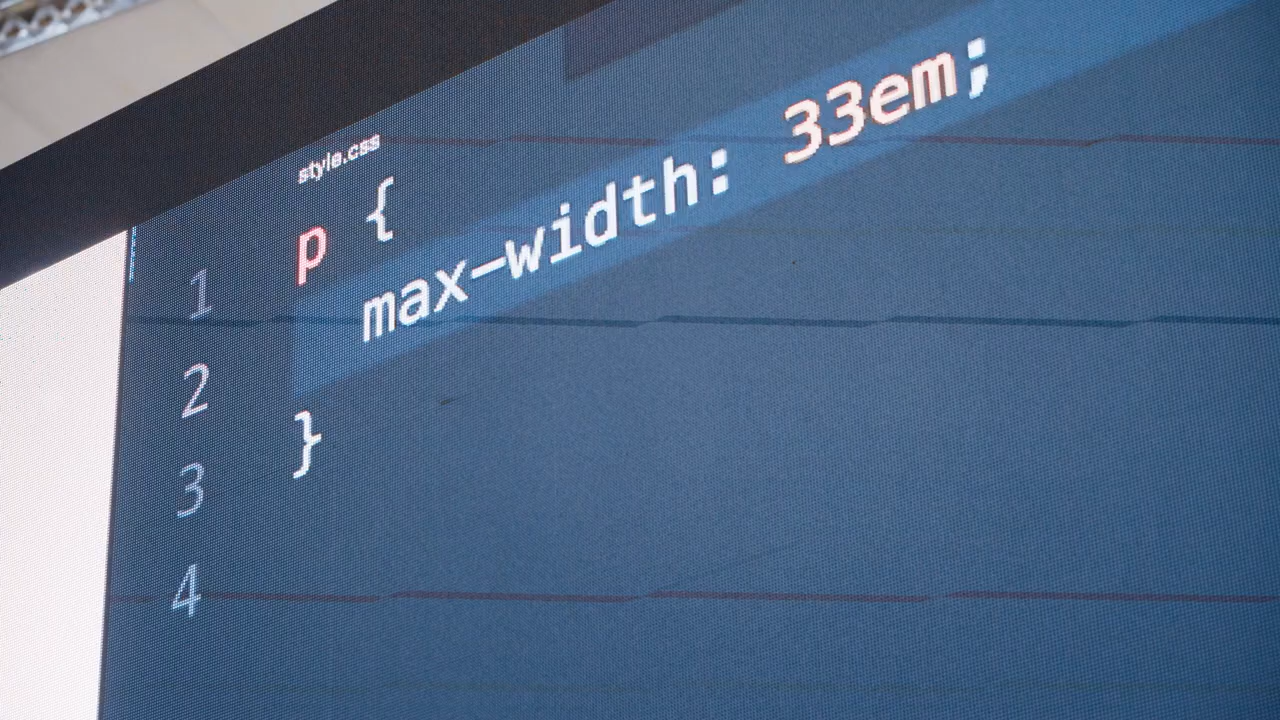 style.css
1 p {
2 max-width: 33em;
3 }
4